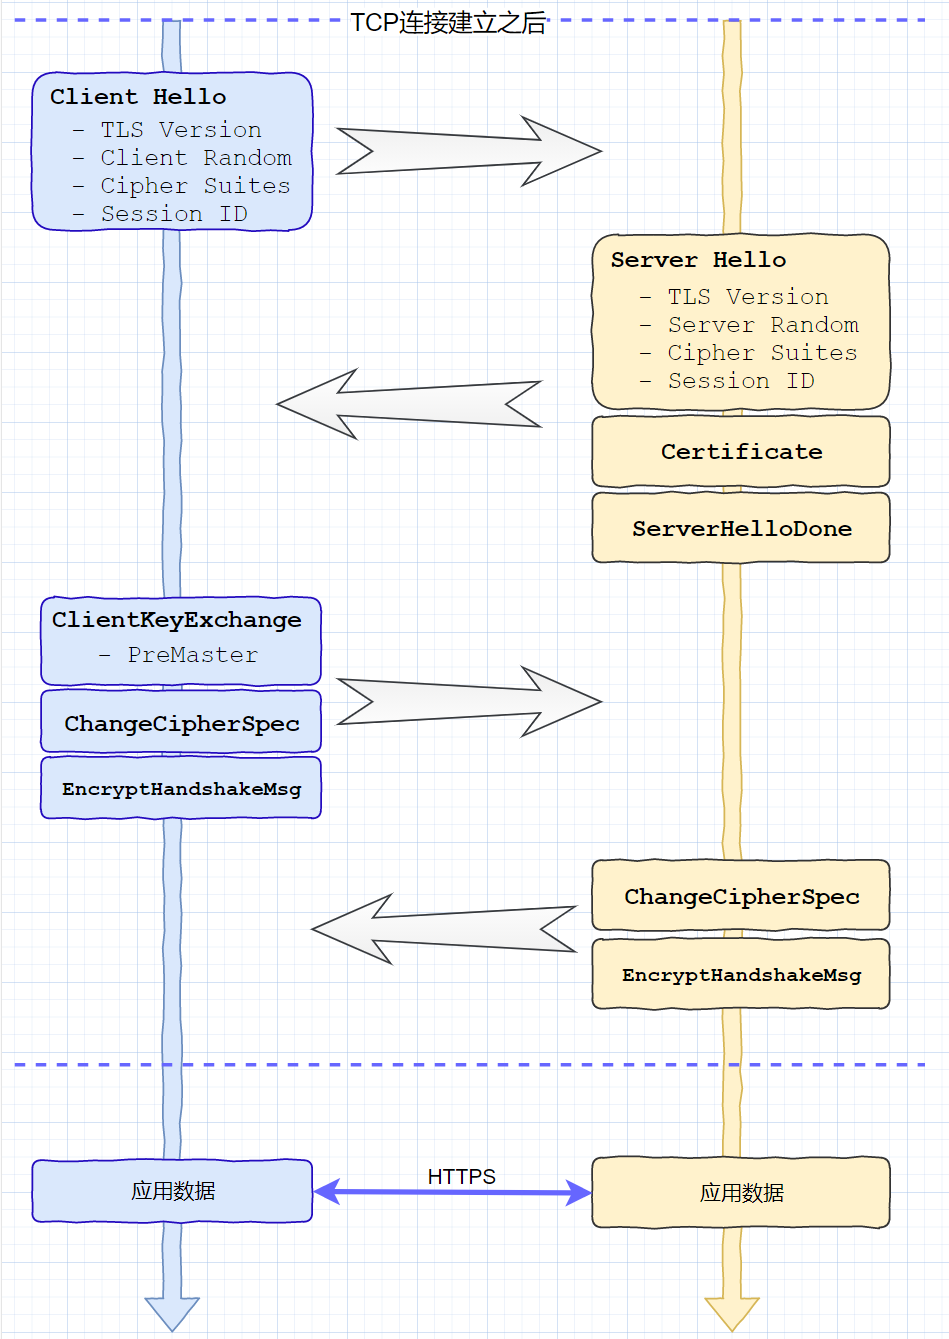 TCP连接建立之后
Client Hello
- TLS Version
- Client Random
- Cipher Suites
- Session ID
Server Hello
- TLS Version
- Server Random
- Cipher Suites
- Session ID
Certificate
ServerHelloDone
ClientKeyExchange
- PreMaster
ChangeCipherSpec
EncryptHandshakeMsg
ChangeCipherSpec
EncryptHandshakeMsg
HTTPS
应用数据
应用数据